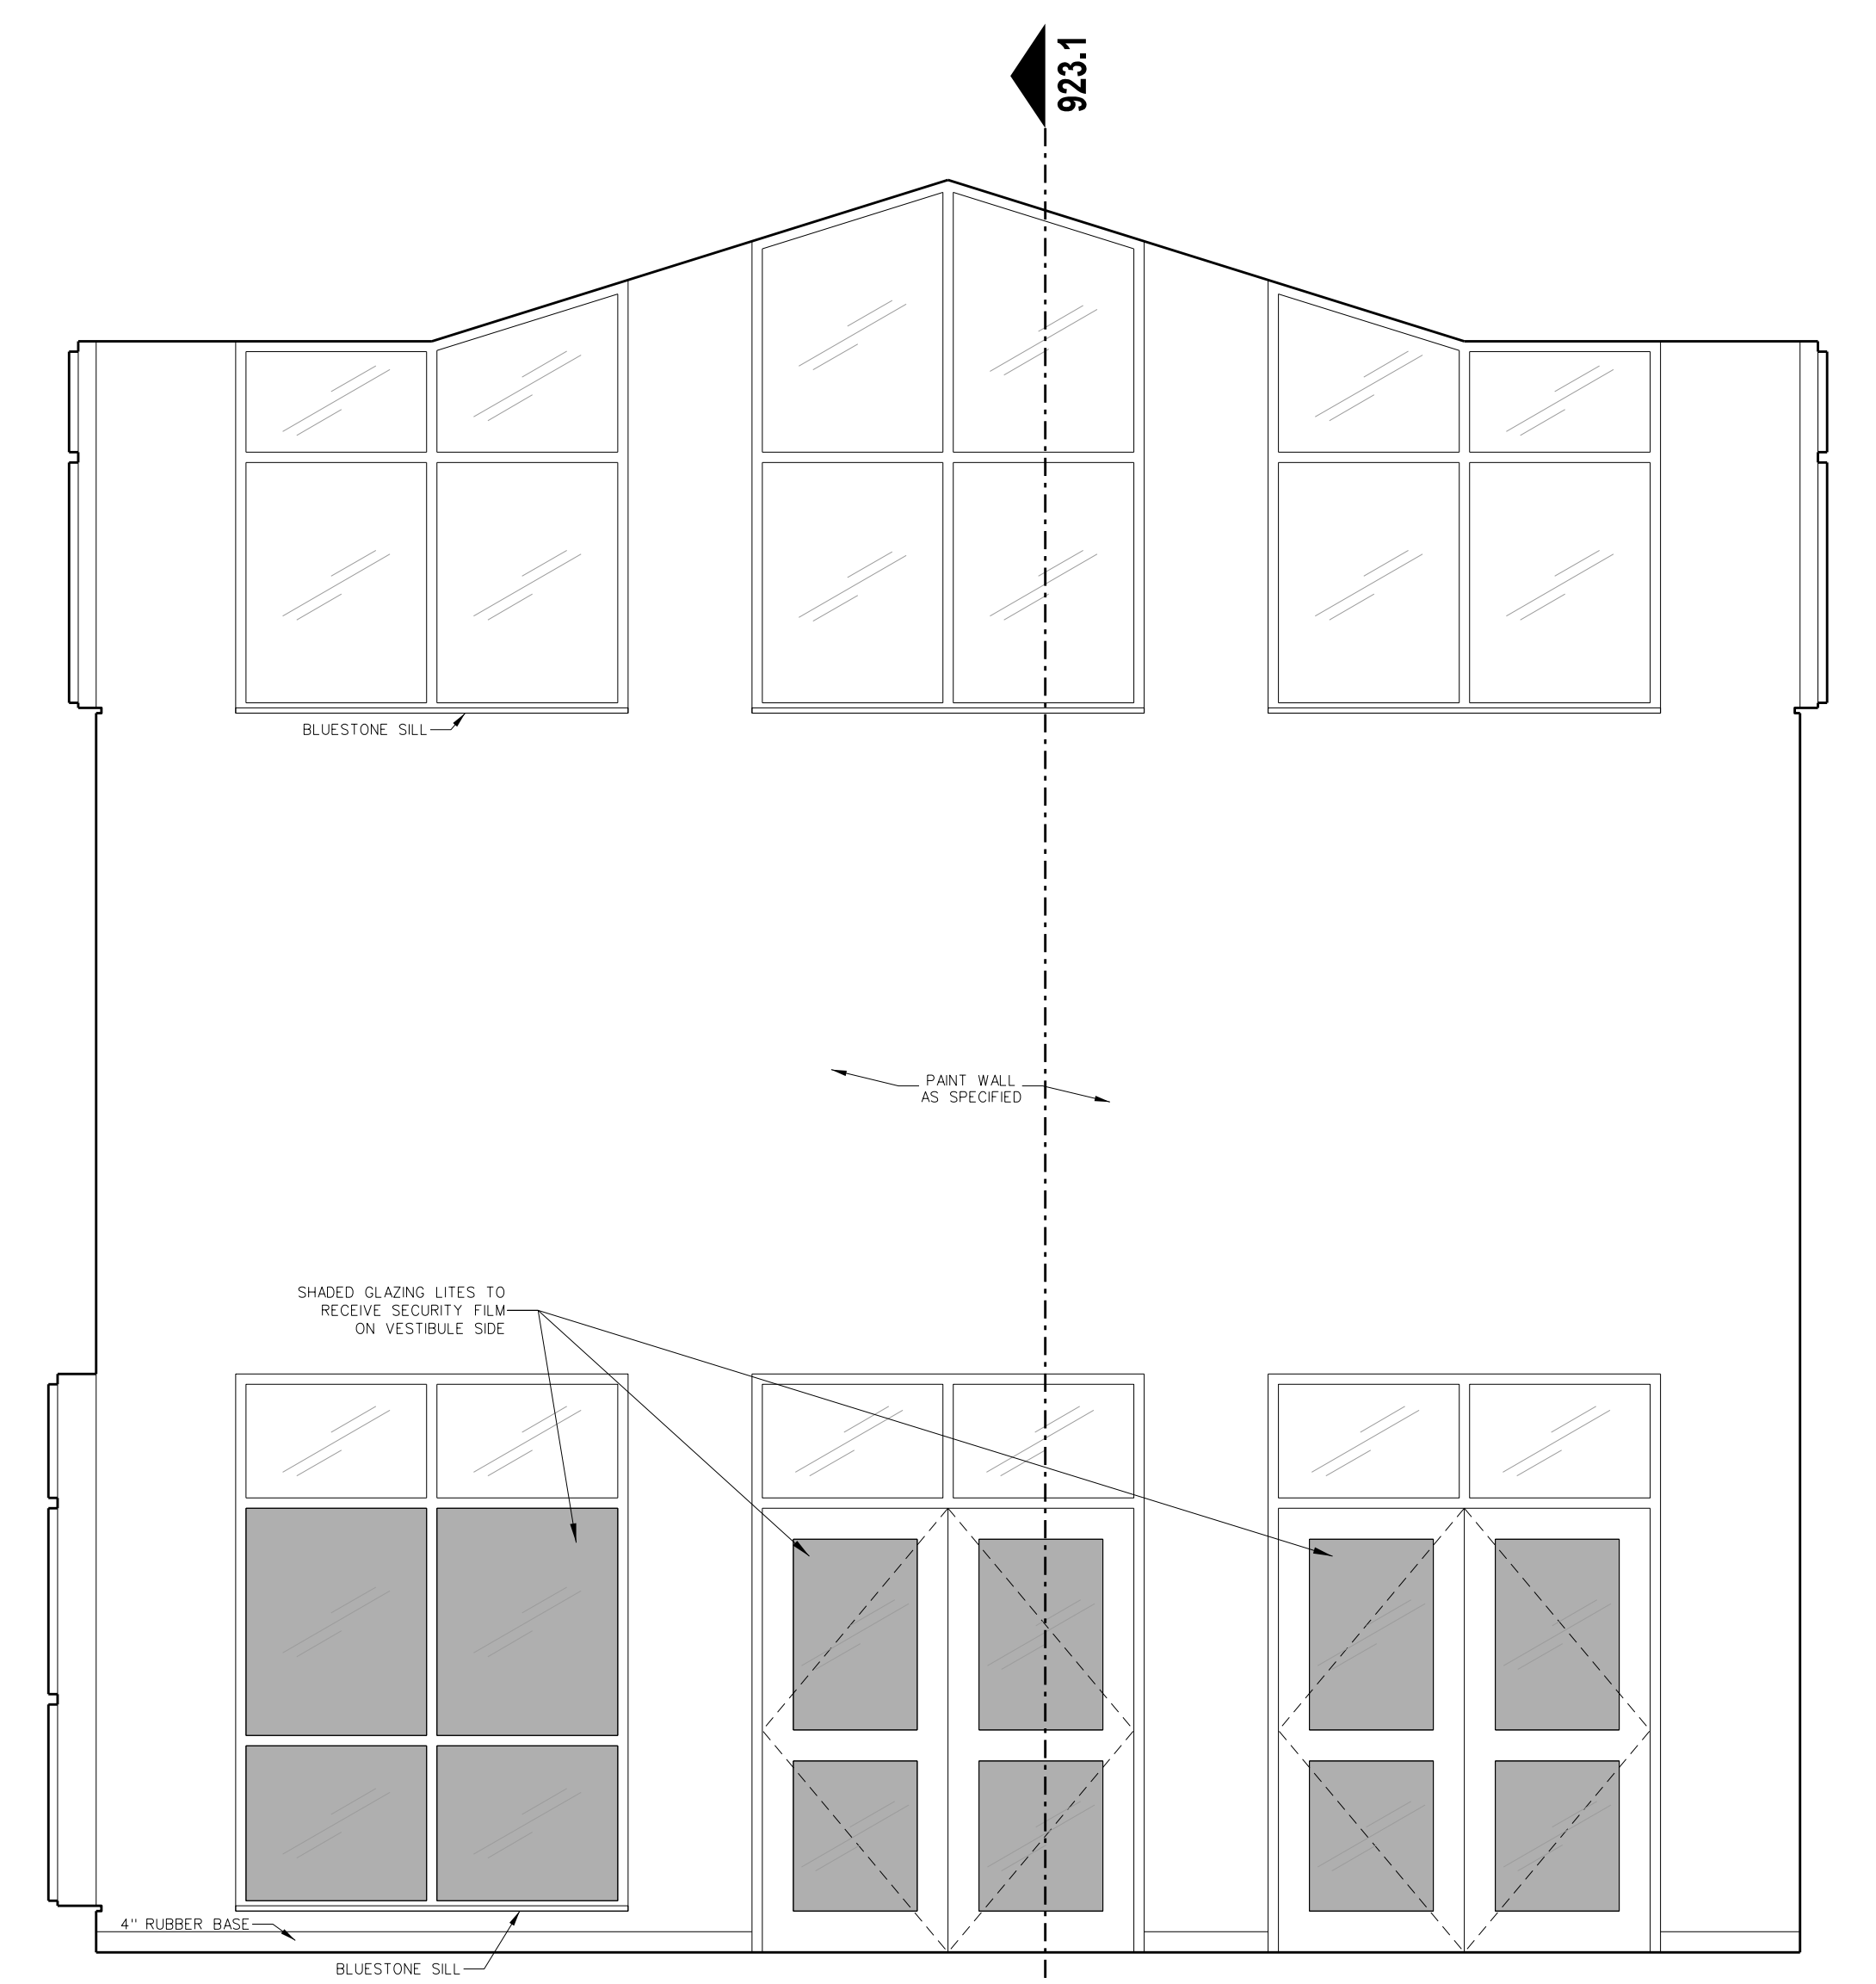 923.1
BLUESTONE SILL
PAINT WALL
AS SPECIFIED
SHADED GLAZING LITES TO
RECEIVE SECURITY FILM
ON VESTIBULE SIDE
4" RUBBER BASE
BLUESTONE SILL